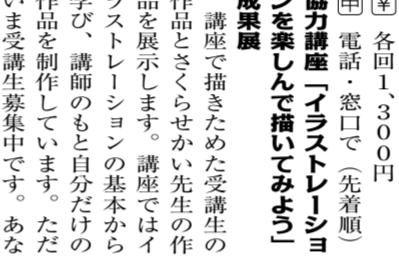 ¥ 各回1,300円
申 電話・窓口で(先着順)
協力講座「イラストレーショ
ンを楽しんで描いてみよう」
成果展
講座で描きためた受講生の
作品とさくらせかい先生の作
品を展示します。講座ではイ
ラストレーションの基本から
学び、講師のもと自分だけの
作品を制作しています。ただ
いま受講生募集中です。あな